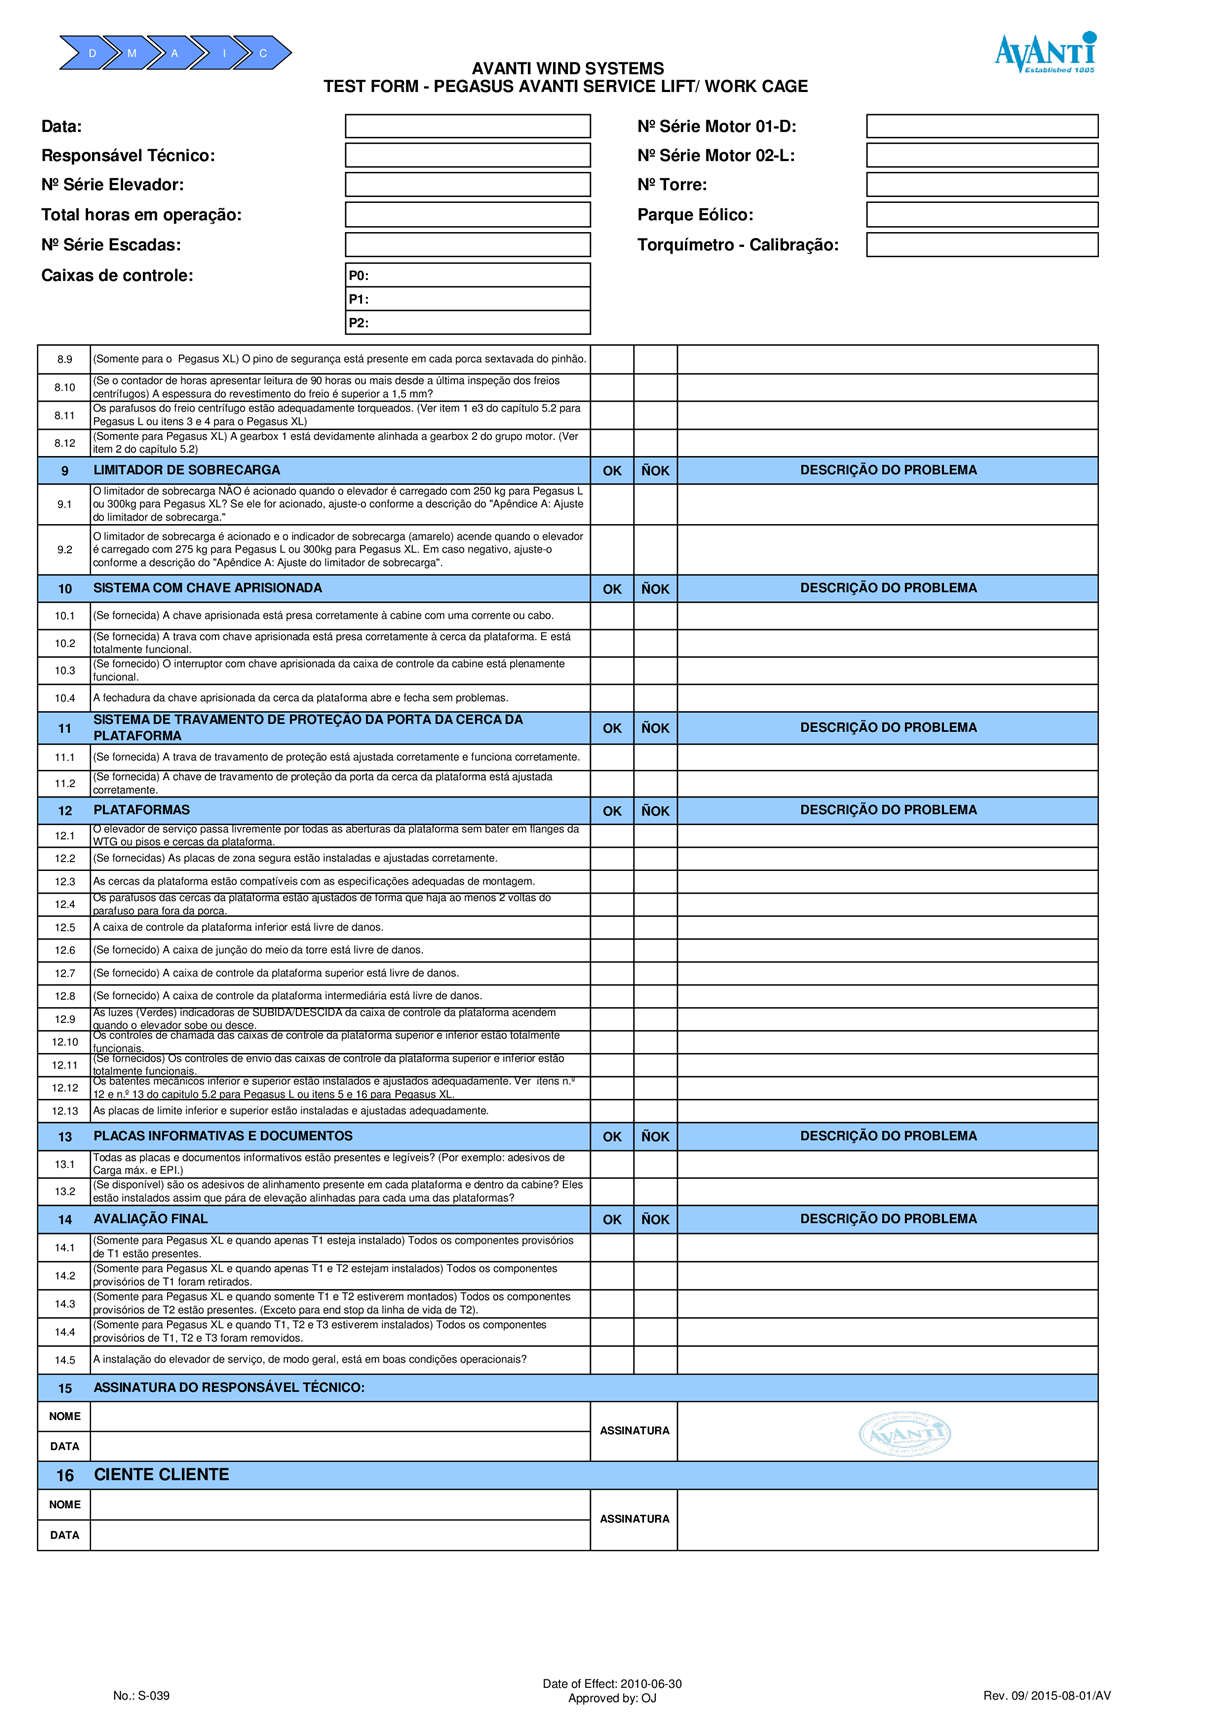 D M A I C
AVANTI
Established 1885
AVANTI WIND SYSTEMS
TEST FORM - PEGASUS AVANTI SERVICE LIFT/ WORK CAGE
Data: Nº Série Motor 01-D:
Responsável Técnico: Nº Série Motor 02-L:
Nº Série Elevador: Nº Torre:
Total horas em operação: Parque Eólico:
Nº Série Escadas: Torquímetro - Calibração:
Caixas de controle: P0:
P1:
P2:
8.9 (Somente para o Pegasus XL) O pino de segurança está presente em cada porca sextavada do pinhão.
8.10 (Se o contador de horas apresentar leitura de 90 horas ou mais desde a última inspeção dos freios
centrífugos) A espessura do revestimento do freio é superior a 1,5 mm?
8.11 Os parafusos do freio centrífugo estão adequadamente torqueados. (Ver item 1 e3 do capítulo 5.2 para
Pegasus L ou itens 3 e 4 para o Pegasus XL)
8.12 (Somente para Pegasus XL) A gearbox 1 está devidamente alinhada a gearbox 2 do grupo motor. (Ver
item 2 do capítulo 5.2)
9 LIMITADOR DE SOBRECARGA OK ÑOK DESCRIÇÃO DO PROBLEMA
9.1 O limitador de sobrecarga NÃO é acionado quando o elevador é carregado com 250 kg para Pegasus L
ou 300kg para Pegasus XL? Se ele for acionado, ajuste-o conforme a descrição do "Apêndice A: Ajuste
do limitador de sobrecarga."
9.2 O limitador de sobrecarga é acionado e o indicador de sobrecarga (amarelo) acende quando o elevador
é carregado com 275 kg para Pegasus L ou 300kg para Pegasus XL. Em caso negativo, ajuste-o
conforme a descrição do "Apêndice A: Ajuste do limitador de sobrecarga".
10 SISTEMA COM CHAVE APRISIONADA OK ÑOK DESCRIÇÃO DO PROBLEMA
10.1 (Se fornecida) A chave aprisionada está presa corretamente à cabine com uma corrente ou cabo.
10.2 (Se fornecida) A trava com chave aprisionada está presa corretamente à cerca da plataforma. E está
totalmente funcional.
10.3 (Se fornecido) O interruptor com chave aprisionada da caixa de controle da cabine está plenamente
funcional.
10.4 A fechadura da chave aprisionada da cerca da plataforma abre e fecha sem problemas.
11 SISTEMA DE TRAVAMENTO DE PROTEÇÃO DA PORTA DA CERCA DA
PLATAFORMA OK ÑOK DESCRIÇÃO DO PROBLEMA
11.1 (Se fornecida) A trava de travamento de proteção está ajustada corretamente e funciona corretamente.
11.2 (Se fornecida) A chave de travamento de proteção da porta da cerca da plataforma está ajustada
corretamente.
12 PLATAFORMAS OK ÑOK DESCRIÇÃO DO PROBLEMA
12.1 O elevador de serviço passa livremente por todas as aberturas da plataforma sem bater em flanges da
WTG ou pisos e cercas da plataforma.
12.2 (Se fornecidas) As placas de zona segura estão instaladas e ajustadas corretamente.
12.3 As cercas da plataforma estão compatíveis com as especificações adequadas de montagem.
12.4 Os parafusos das cercas da plataforma estão ajustados de forma que haja ao menos 2 voltas do
parafuso para fora da porca.
12.5 A caixa de controle da plataforma inferior está livre de danos.
12.6 (Se fornecido) A caixa de junção do meio da torre está livre de danos.
12.7 (Se fornecido) A caixa de controle da plataforma superior está livre de danos.
12.8 (Se fornecido) A caixa de controle da plataforma intermediária está livre de danos.
12.9 As luzes (Verdes) indicadoras de SUBIDA/DESCIDA da caixa de controle da plataforma acendem
quando o elevador sobe ou desce.
12.10 Os controles de chamada das caixas de controle da plataforma superior e inferior estão totalmente
funcionais.
12.11 (Se fornecidos) Os controles de envio das caixas de controle da plataforma superior e inferior estão
totalmente funcionais.
12.12 Os batentes mecânicos inferior e superior estão instalados e ajustados adequadamente. Ver itens n.º
12 e n.º 13 do capitulo 5.2 para Pegasus L ou itens 5 e 16 para Pegasus XL.
12.13 As placas de limite inferior e superior estão instaladas e ajustadas adequadamente.
13 PLACAS INFORMATIVAS E DOCUMENTOS OK ÑOK DESCRIÇÃO DO PROBLEMA
13.1 Todas as placas e documentos informativos estão presentes e legíveis? (Por exemplo: adesivos de
Carga máx. e EPI.)
13.2 (Se disponível) são os adesivos de alinhamento presente em cada plataforma e dentro da cabine? Eles
estão instalados assim que pára de elevação alinhadas para cada uma das plataformas?
14 AVALIAÇÃO FINAL OK ÑOK DESCRIÇÃO DO PROBLEMA
14.1 (Somente para Pegasus XL e quando apenas T1 esteja instalado) Todos os componentes provisórios
de T1 estão presentes.
14.2 (Somente para Pegasus XL e quando apenas T1 e T2 estejam instalados) Todos os componentes
provisórios de T1 foram retirados.
14.3 (Somente para Pegasus XL e quando somente T1 e T2 estiverem montados) Todos os componentes
provisórios de T2 estão presentes. (Exceto para end stop da linha de vida de T2).
14.4 (Somente para Pegasus XL e quando T1, T2 e T3 estiverem instalados) Todos os componentes
provisórios de T1, T2 e T3 foram removidos.
14.5 A instalação do elevador de serviço, de modo geral, está em boas condições operacionais?
15 ASSINATURA DO RESPONSÁVEL TÉCNICO:
NOME
ASSINATURA
AVANTI
DATA
16 CIENTE CLIENTE
NOME
ASSINATURA
DATA
Date of Effect: 2010-06-30
No.: S-039 Approved by: OJ Rev. 09/ 2015-08-01/AV